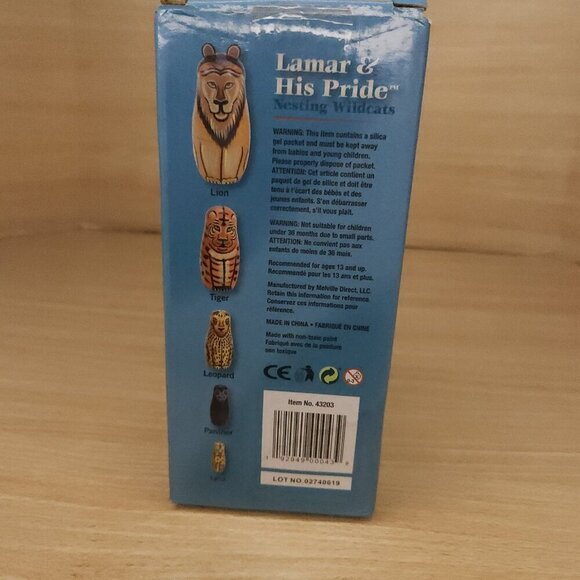 Lamar &
His Pride™
Nesting Wildcats
WARNING: This item contains a silica
gel packet and must be kept away
from babies and young children.
Please properly dispose of packet.
ATTENTION: Cet article contient un
paquet de gel de silice et doit être
tenu à l'écart des bébés et des
jeunes enfants. S'en débarrasser
correctement, s'il vous plait.
WARNING: Not suitable for children
under 36 months due to small parts.
ATTENTION: Ne convient pas aux
enfants de moins de 36 mois.
Recommended for ages 13 and up.
Recommandé pour les 13 ans et plus.
Manufactured by Melville Direct, LLC.
Retain this information for reference.
Conservez ces informations pour
référence.
MADE IN CHINA • FABRIQUÉ EN CHINE
Made with non-toxic paint
Fabriqué avec de la peinture
non toxique
CE
0-3
Item No. 43203
92949 00043
LOT NO.03740619
Lion
Tiger
Leopard
Panther